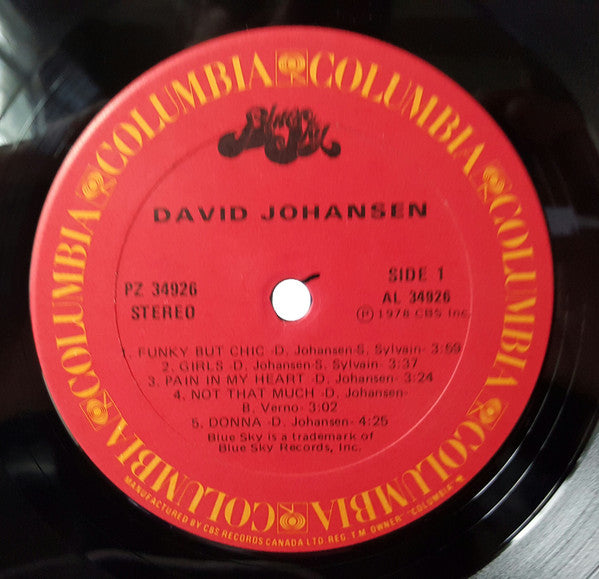 COLUMBIA COLUMBIA COLUMBIA COLUMBIA COLUMBIA COLUMBIA COLUMBIA COLUMBIA
Blue Sky
DAVID JOHANSEN
PZ 34926
STEREO
SIDE 1
AL 34926
Ⓟ 1978 CBS Inc.
1. FUNKY BUT CHIC -D. Johansen-S. Sylvain- 3:59
2. GIRLS -D. Johansen-S. Sylvain- 3:37
3. PAIN IN MY HEART -D. Johansen- 3:24
4. NOT THAT MUCH -D. Johansen-
B. Verno- 3:02
5. DONNA -D. Johansen- 4:25
Blue Sky is a trademark of
Blue Sky Records, Inc.
MANUFACTURED BY CBS RECORDS CANADA LTD. REG. T.M. OWNER "COLUMBIA"